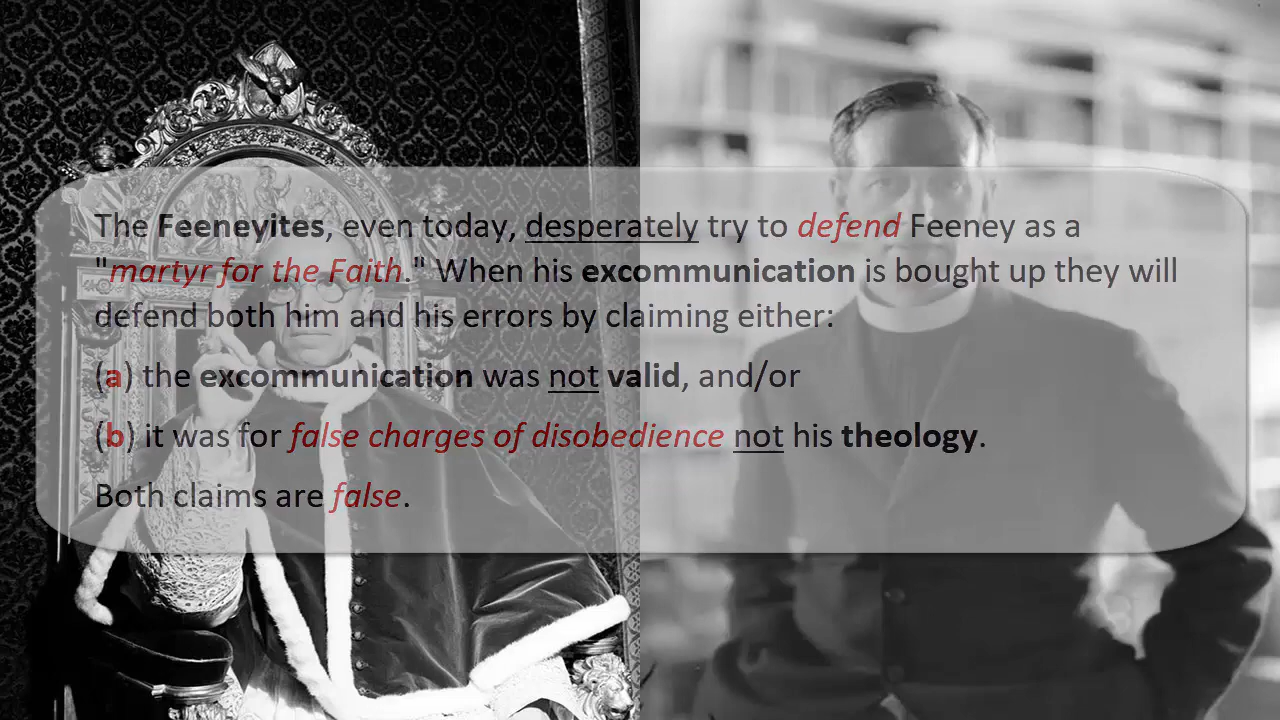 The Feeneyites, even today, desperately try to defend Feeney as a
"martyr for the Faith." When his excommunication is bought up they will
defend both him and his errors by claiming either:
(a) the excommunication was not valid, and/or
(b) it was for false charges of disobedience not his theology.
Both claims are false.